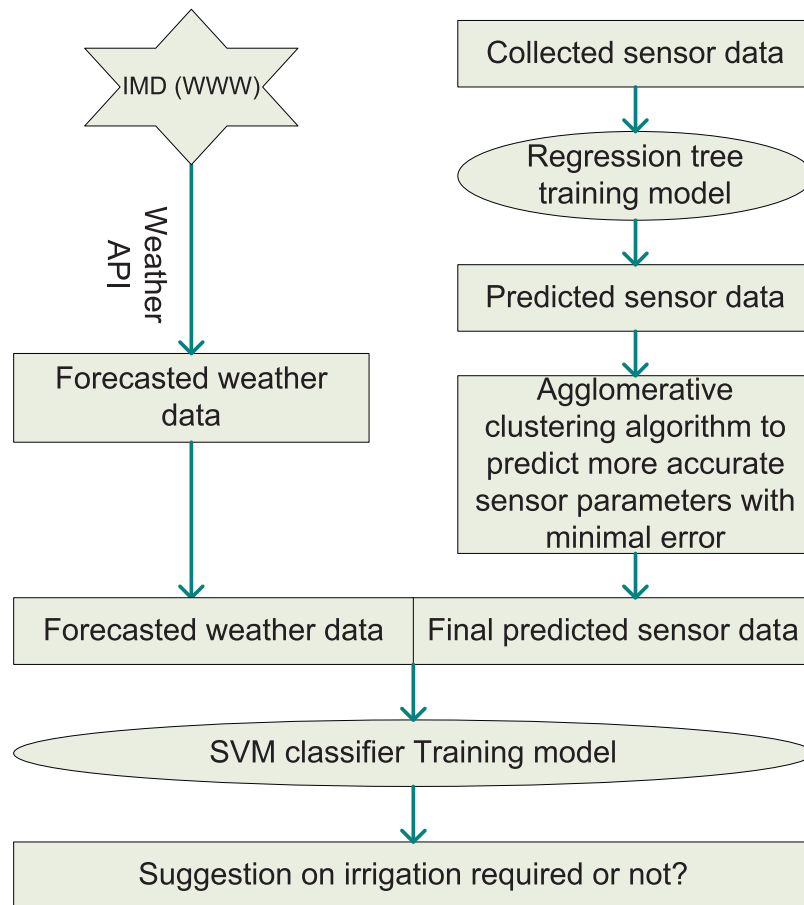 IMD (WWW)
Weather
API
Forecasted weather
data
Collected sensor data
Regression tree
training model
Predicted sensor data
Agglomerative
clustering algorithm to
predict more accurate
sensor parameters with
minimal error
Forecasted weather data
Final predicted sensor data
SVM classifier Training model
Suggestion on irrigation required or not?